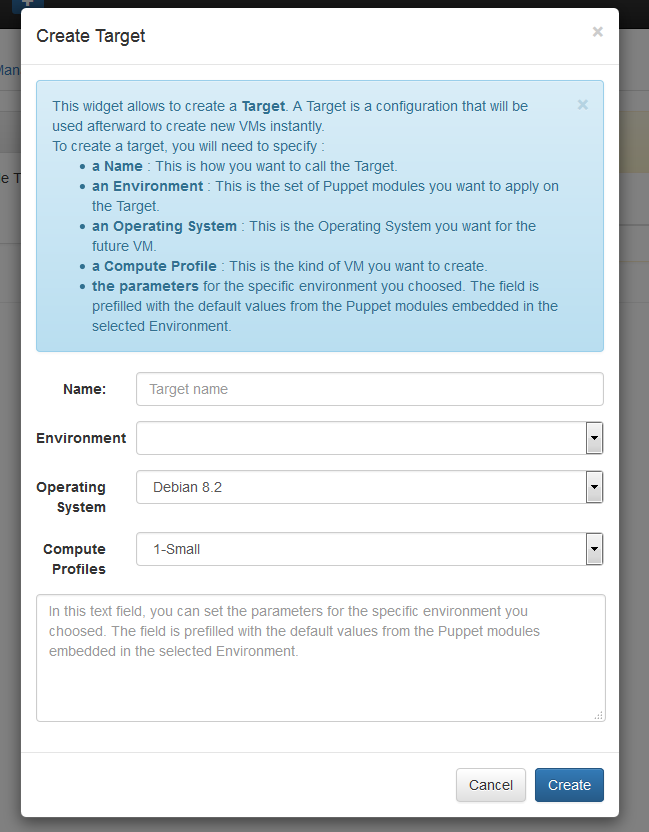 Create Target
×
This widget allows to create a Target. A Target is a configuration that will be
×
used afterward to create new VMs instantly.
To create a target, you will need to specify :
• a Name : This is how you want to call the Target.
• an Environment : This is the set of Puppet modules you want to apply on
the Target.
• an Operating System : This is the Operating System you want for the
future VM.
• a Compute Profile : This is the kind of VM you want to create.
• the parameters for the specific environment you choosed. The field is
prefilled with the default values from the Puppet modules embedded in the
selected Environment.
Name:
Target name
Environment
Operating
System
Debian 8.2
Compute
Profiles
1-Small
In this text field, you can set the parameters for the specific environment you
choosed. The field is prefilled with the default values from the Puppet modules
embedded in the selected Environment.
Cancel
Create